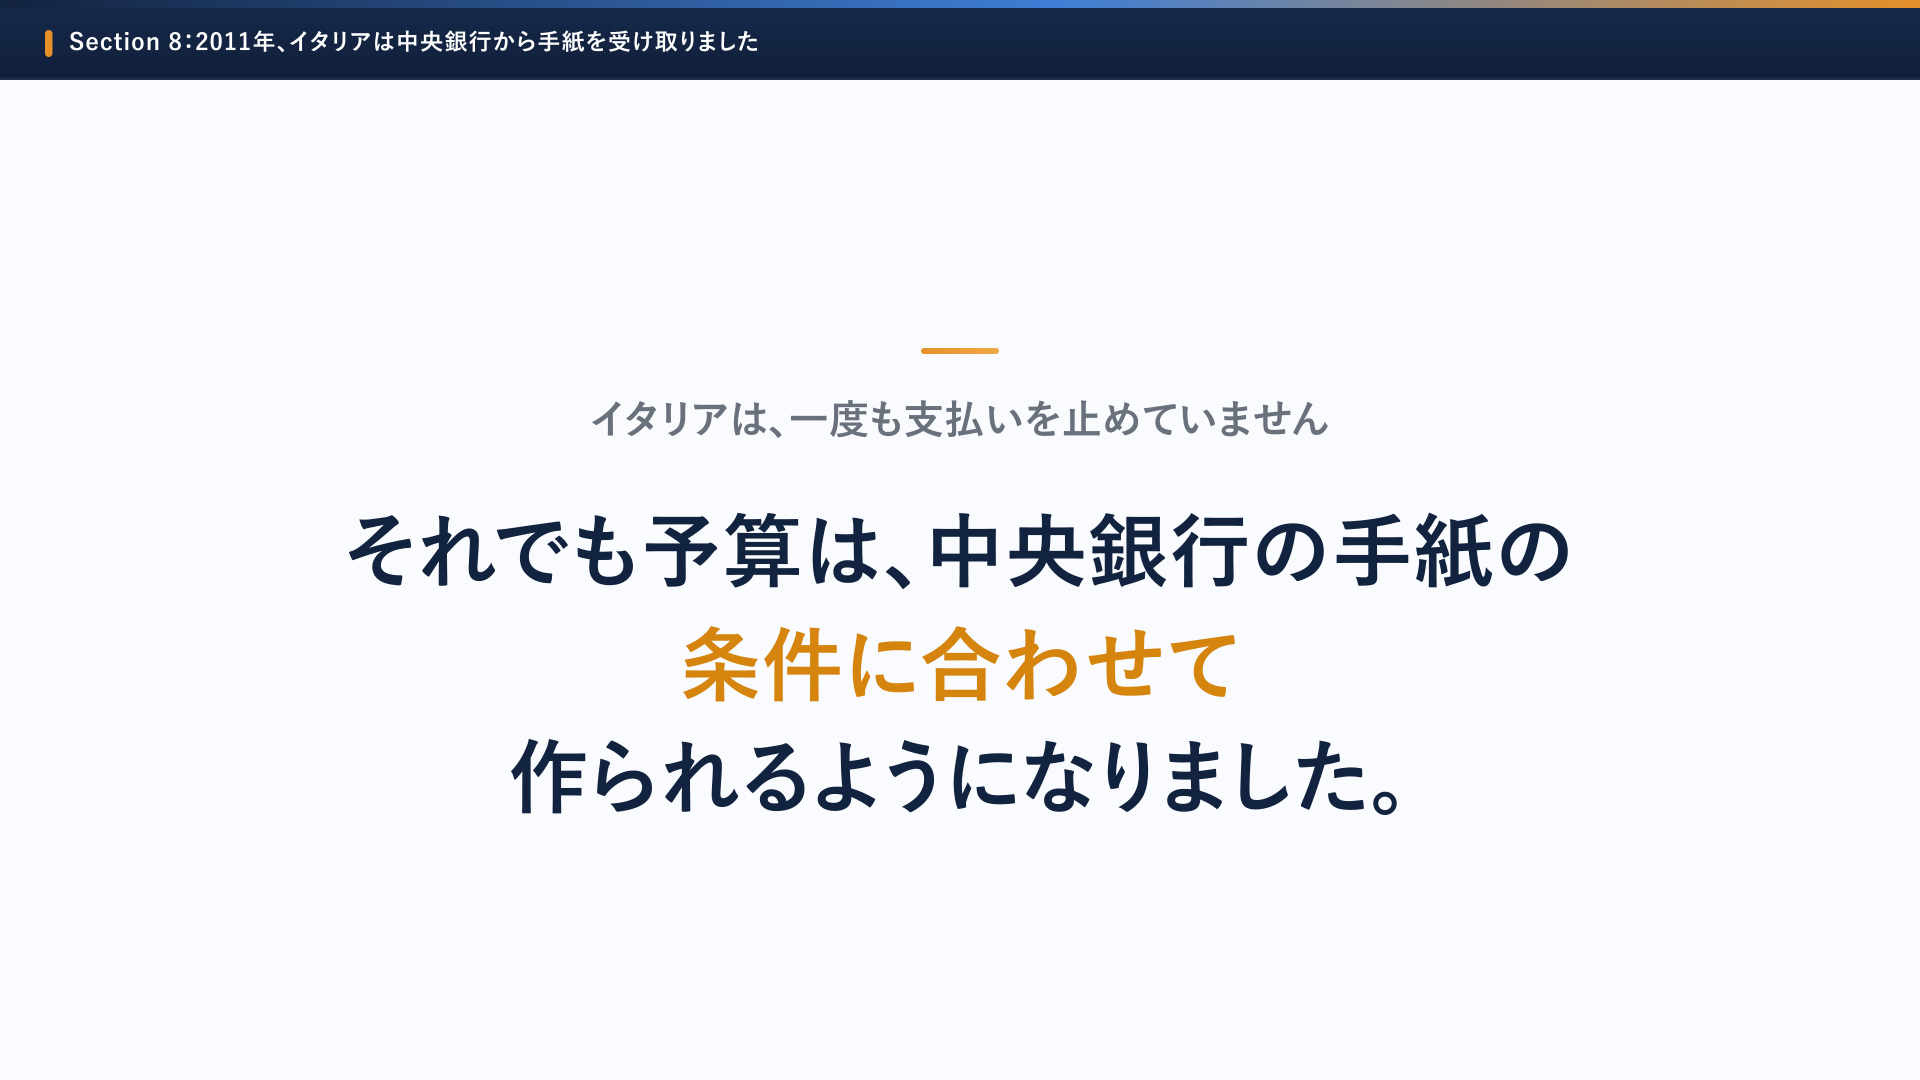 Section 8：2011年、イタリアは中央銀行から手紙を受け取りました
イタリアは、一度も支払いを止めていません
それでも予算は、中央銀行の手紙の
条件に合わせて
作られるようになりました。